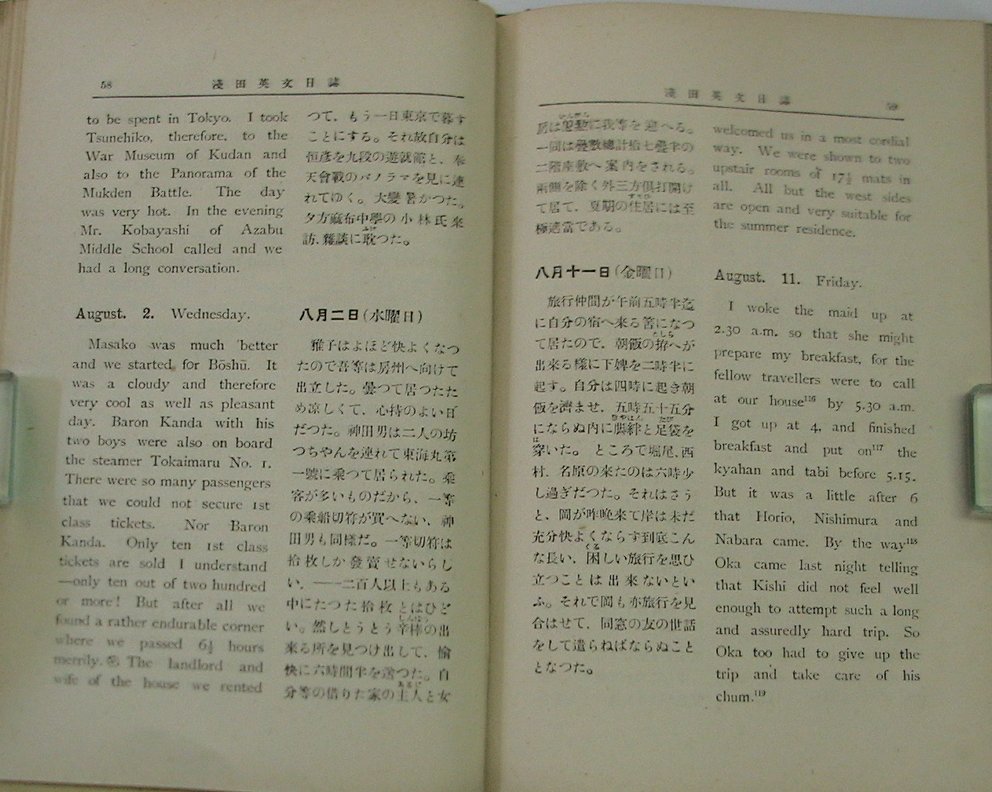 58
淺田英文日誌
to be spent in Tokyo. I took
Tsunehiko, therefore, to the
War Museum of Kudan and
also to the Panorama of the
Mukden Battle. The day
was very hot. In the evening
Mr. Kobayashi of Azabu
Middle School called and we
had a long conversation.
August. 2. Wednesday.
Masako was much better
and we started for Bōshū. It
was a cloudy and therefore
very cool as well as pleasant
day. Baron Kanda with his
two boys were also on board
the steamer Tokaimaru No. 1.
There were so many passengers
that we could not secure 1st
class tickets. Nor Baron
Kanda. Only ten 1st class
tickets are sold I understand
—only ten out of two hundred
or more! But after all we
found a rather endurable corner
where we passed 6½ hours
merrily. The landlord and
wife of the house we rented
つて、もう一日東京で暮す
ことにする。それ故自分は
恒彦を九段の遊就館と、奉
天會戰のパノラマを見に連
れてゆく。大變暑かつた。
夕方麻布中學の小林氏來
訪、雜談に耽つた。
八月二日(水曜日)
雅子はよほど快よくなつ
たので吾等は房州へ向けて
出立した。曇つて居つたた
め凉しくて、心持のよい日
だつた。神田男は二人の坊
つちやんを連れて東海丸第
一號に乘つて居られた。乘
客が多いものだから、一等
の乘船切符が買へない、神
田男も同樣だ。一等切符は
拾枚しか發賣せないらし
い、——二百人以上もある
中にたつた拾枚とはひど
い。然しとうとう辛棒の出
來る所を見つけ出して、愉
快に六時間半を送つた。自
分等の借りた家の主人と女
淺田英文日誌
59
房は慇懃に我等を迎へる。
一同は疊數總計拾七疊半の
二階座敷へ案内をされる。
兩側を除く外三方倶打開け
て居て、夏期の住居には至
極適當である。
八月十一日(金曜日)
旅行仲間が午前五時半迄
に自分の宿へ來る筈になつ
て居たので、朝飯の拵へが
出來る樣に下婢を二時半に
起す。自分は四時に起き朝
飯を濟ませ、五時五十五分
にならぬ内に脚絆と足袋を
穿いた。ところで堀尾、西
村、名原の來たのは六時少
し過ぎだつた。それはさう
と、岡が昨晩來て岸は未だ
充分快よくならす到底こん
な長い、困しい旅行を思ひ
立つことは出來ないとい
ふ。それで岡も亦旅行を見
合はせて、同窓の友の世話
をして遣らねばならぬこと
となつた。
welcomed us in a most cordial
way. We were shown to two
upstair rooms of 17½ mats in
all. All but the west sides
are open and very suitable for
the summer residence.
August. 11. Friday.
I woke the maid up at
2.30 a.m. so that she might
prepare my breakfast, for the
fellow travellers were to call
at our house¹¹⁶ by 5.30 a.m.
I got up at 4, and finished
breakfast and put on¹¹⁷ the
kyahan and tabi before 5.15.
But it was a little after 6
that Horio, Nishimura and
Nabara came. By the way¹¹⁸
Oka came last night telling
that Kishi did not feel well
enough to attempt such a long
and assuredly hard trip. So
Oka too had to give up the
trip and take care of his
chum.¹¹⁹